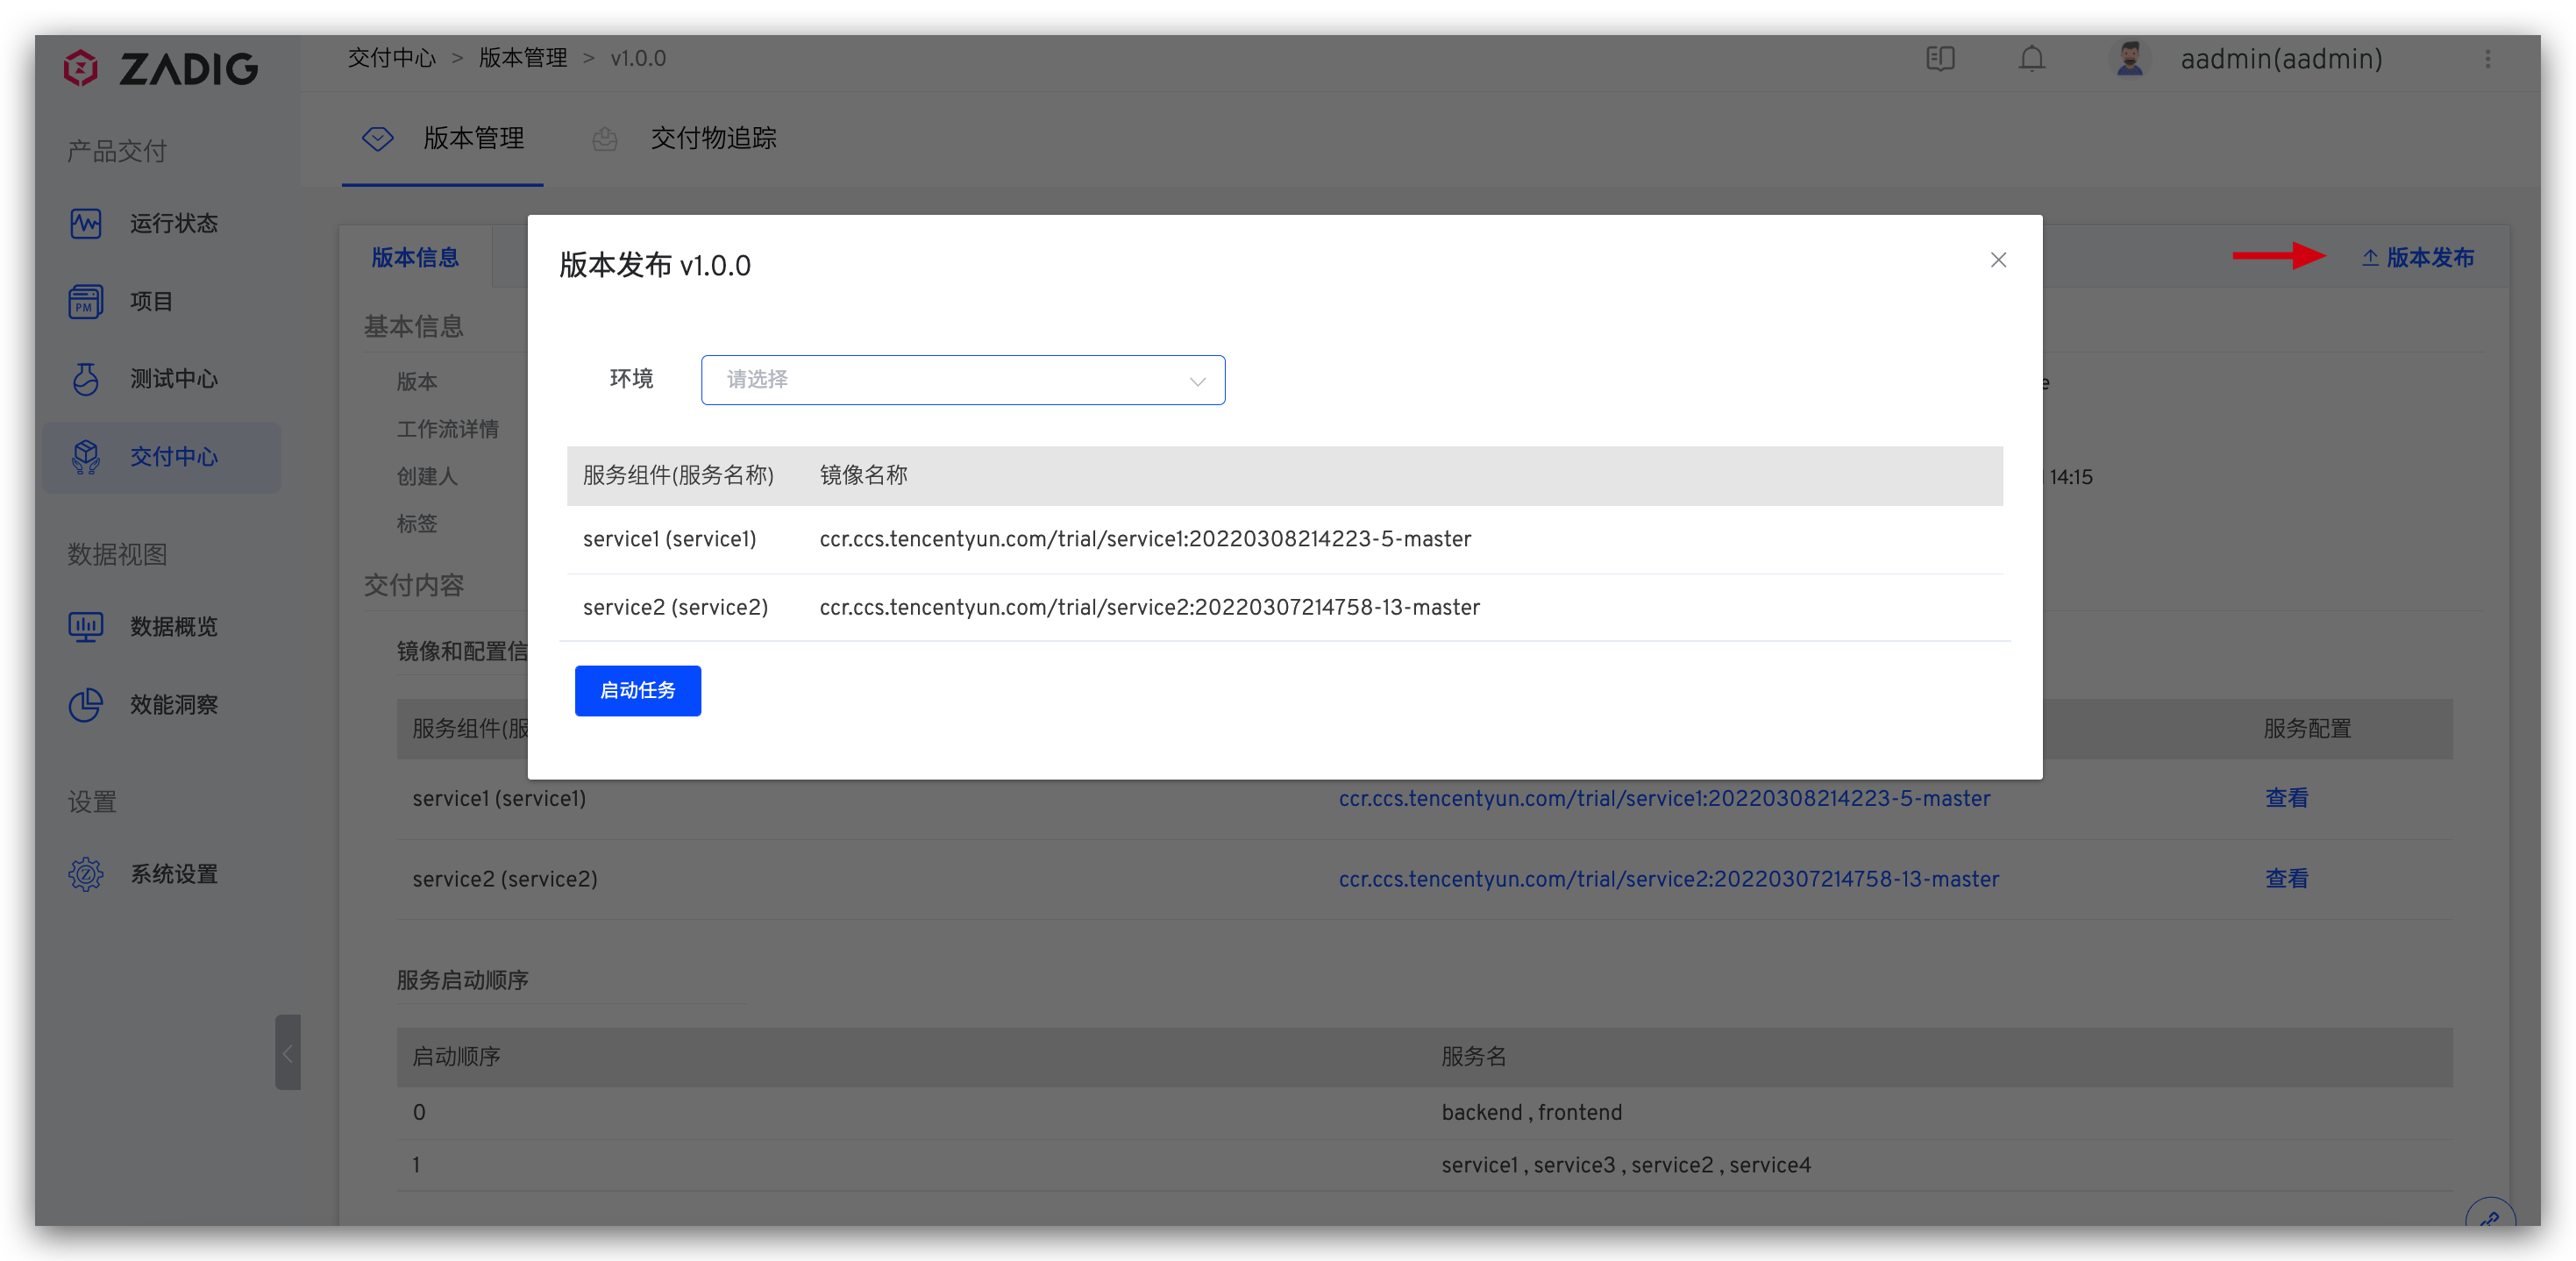 ZADIG
交付中心 > 版本管理 > v1.0.0
aadmin(aadmin)
版本管理
交付物追踪
产品交付
运行状态
项目
测试中心
交付中心
数据视图
数据概览
效能洞察
设置
系统设置
版本信息
版本发布
基本信息
版本
工作流详情
创建人
14:15
标签
交付内容
镜像和配置信
版本发布 v1.0.0
环境
请选择
服务组件(服务名称) 镜像名称
service1 (service1) ccr.ccs.tencentyun.com/trial/service1:20220308214223-5-master
service2 (service2) ccr.ccs.tencentyun.com/trial/service2:20220307214758-13-master
启动任务
服务组件(服 服务配置
service1 (service1) ccr.ccs.tencentyun.com/trial/service1:20220308214223-5-master 查看
service2 (service2) ccr.ccs.tencentyun.com/trial/service2:20220307214758-13-master 查看
服务启动顺序
启动顺序 服务名
0 backend , frontend
1 service1 , service3 , service2 , service4